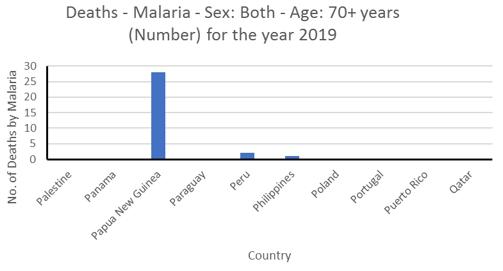 Deaths - Malaria - Sex: Both - Age: 70+ years
(Number) for the year 2019
No. of Deaths by Malaria
30
25
20
15
10
5
0
Palestine
Panama
Papua New Guinea
Paraguay
Peru
Philippines
Poland
Portugal
Puerto Rico
Qatar
Country